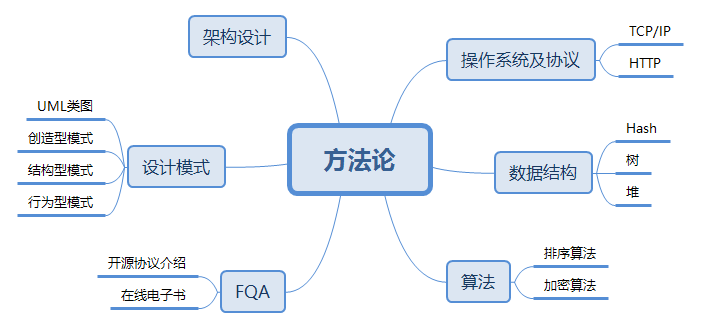 方法论
架构设计
设计模式
UML类图
创造型模式
结构型模式
行为型模式
FQA
开源协议介绍
在线电子书
操作系统及协议
TCP/IP
HTTP
数据结构
Hash
树
堆
算法
排序算法
加密算法